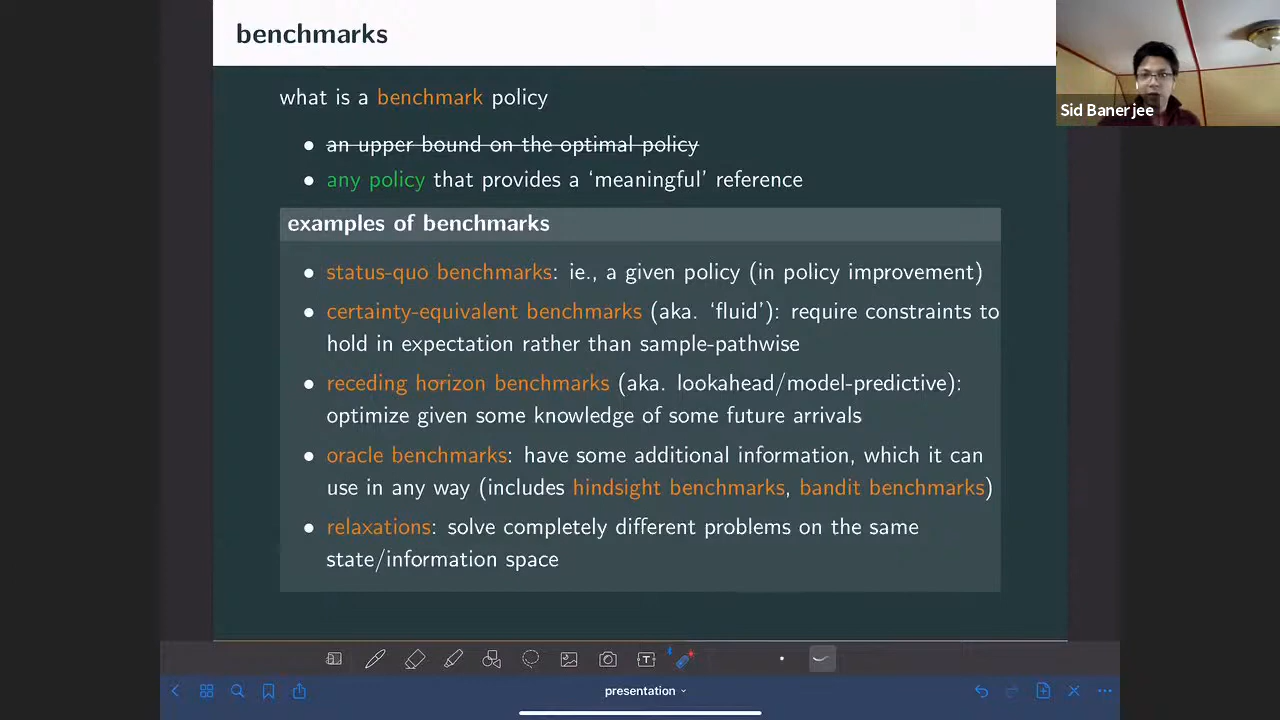 benchmarks
Sid Banerjee
what is a benchmark policy
• an upper bound on the optimal policy
• any policy that provides a ‘meaningful’ reference
examples of benchmarks
• status-quo benchmarks: ie., a given policy (in policy improvement)
• certainty-equivalent benchmarks (aka. ‘fluid’): require constraints to
hold in expectation rather than sample-pathwise
• receding horizon benchmarks (aka. lookahead/model-predictive):
optimize given some knowledge of some future arrivals
• oracle benchmarks: have some additional information, which it can
use in any way (includes hindsight benchmarks, bandit benchmarks)
• relaxations: solve completely different problems on the same
state/information space
presentation